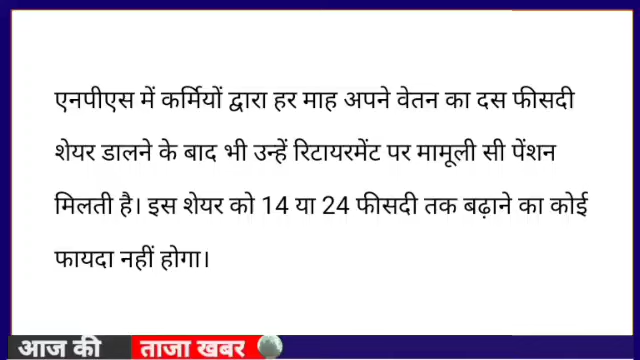 एनपीएस में कर्मियों द्वारा हर माह अपने वेतन का दस फीसदी
शेयर डालने के बाद भी उन्हें रिटायरमेंट पर मामूली सी पेंशन
मिलती है। इस शेयर को 14 या 24 फीसदी तक बढ़ाने का कोई
फायदा नहीं होगा।
आज की ताजा खबर